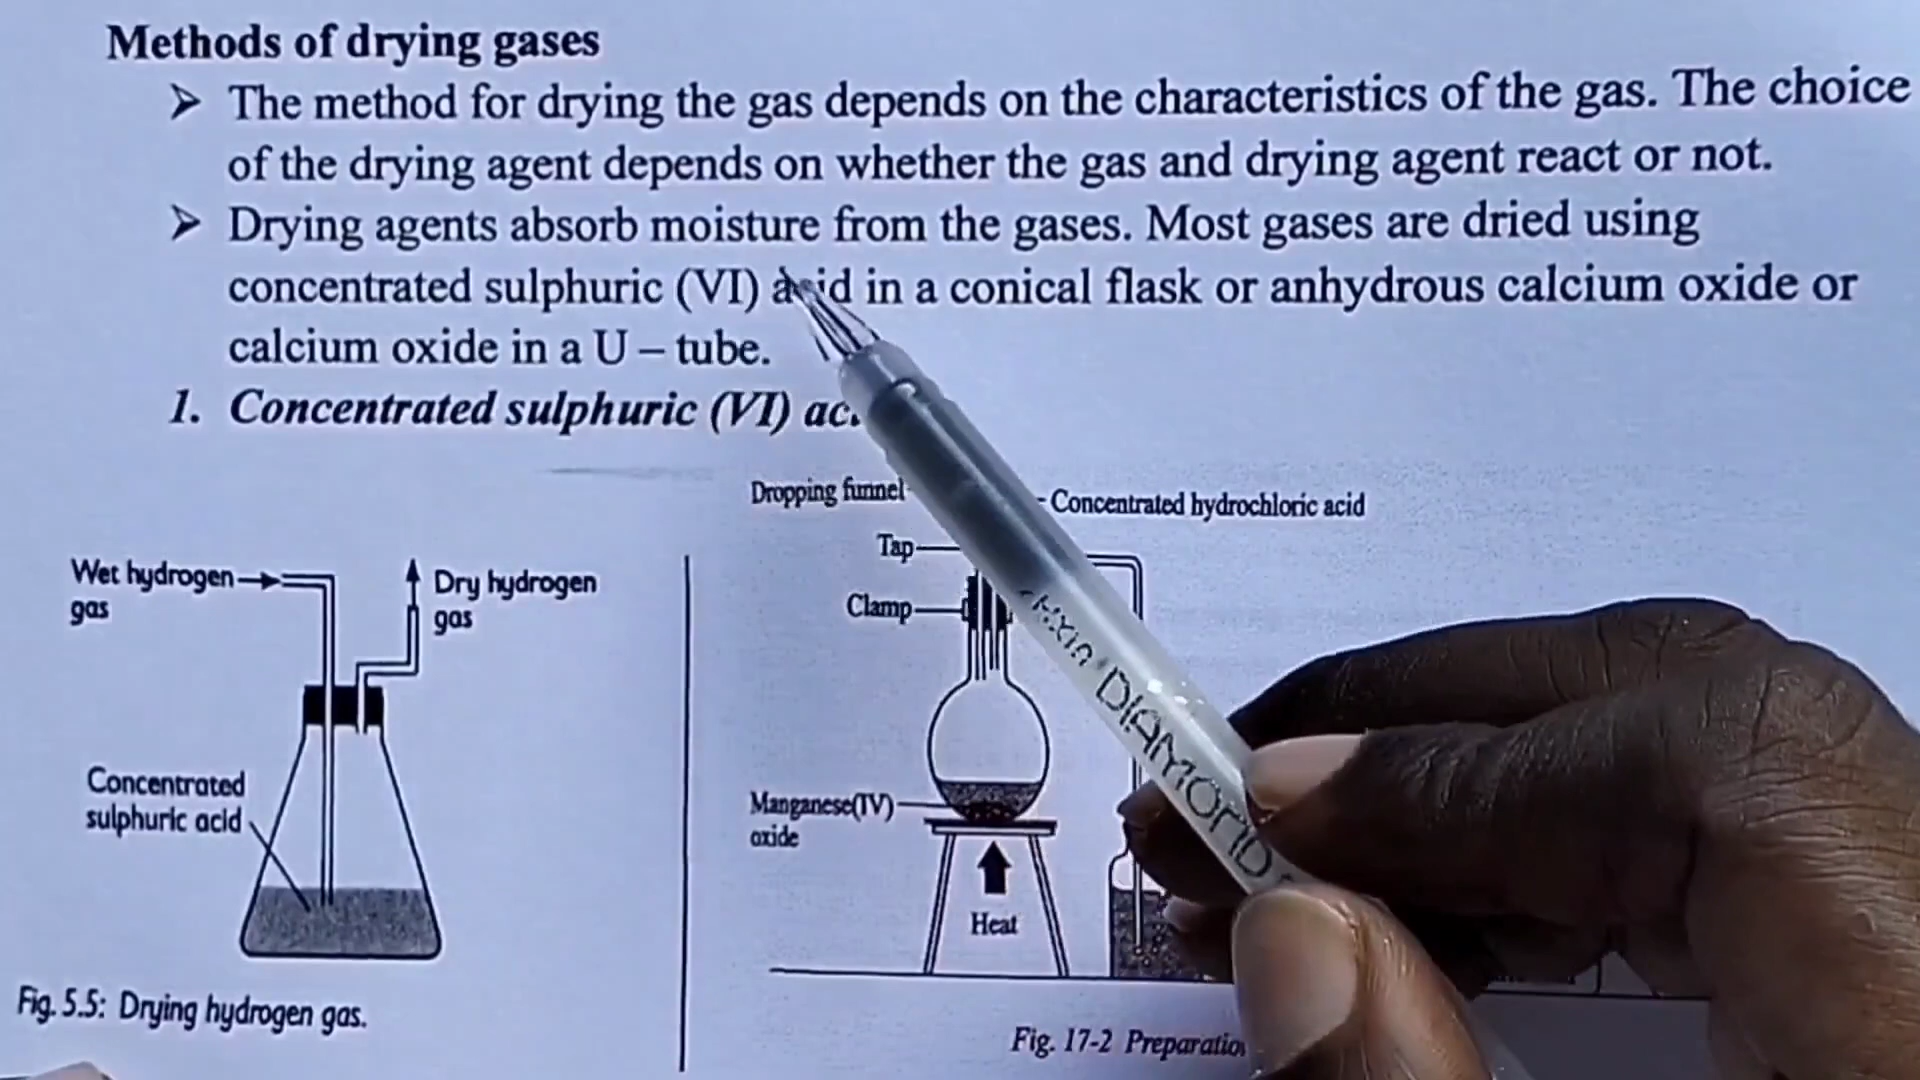 Methods of drying gases
➤ The method for drying the gas depends on the characteristics of the gas. The choice
of the drying agent depends on whether the gas and drying agent react or not.
➤ Drying agents absorb moisture from the gases. Most gases are dried using
concentrated sulphuric (VI) acid in a conical flask or anhydrous calcium oxide or
calcium oxide in a U – tube.
1. Concentrated sulphuric (VI)
Wet hydrogen
gas
Dry hydrogen
gas
Concentrated
sulphuric acid
Fig. 5.5: Drying hydrogen gas.
Dropping funnel
Concentrated hydrochloric acid
Tap
Clamp
Manganese(IV)
oxide
Heat
Fig. 17-2 Preparation
DIAMOND